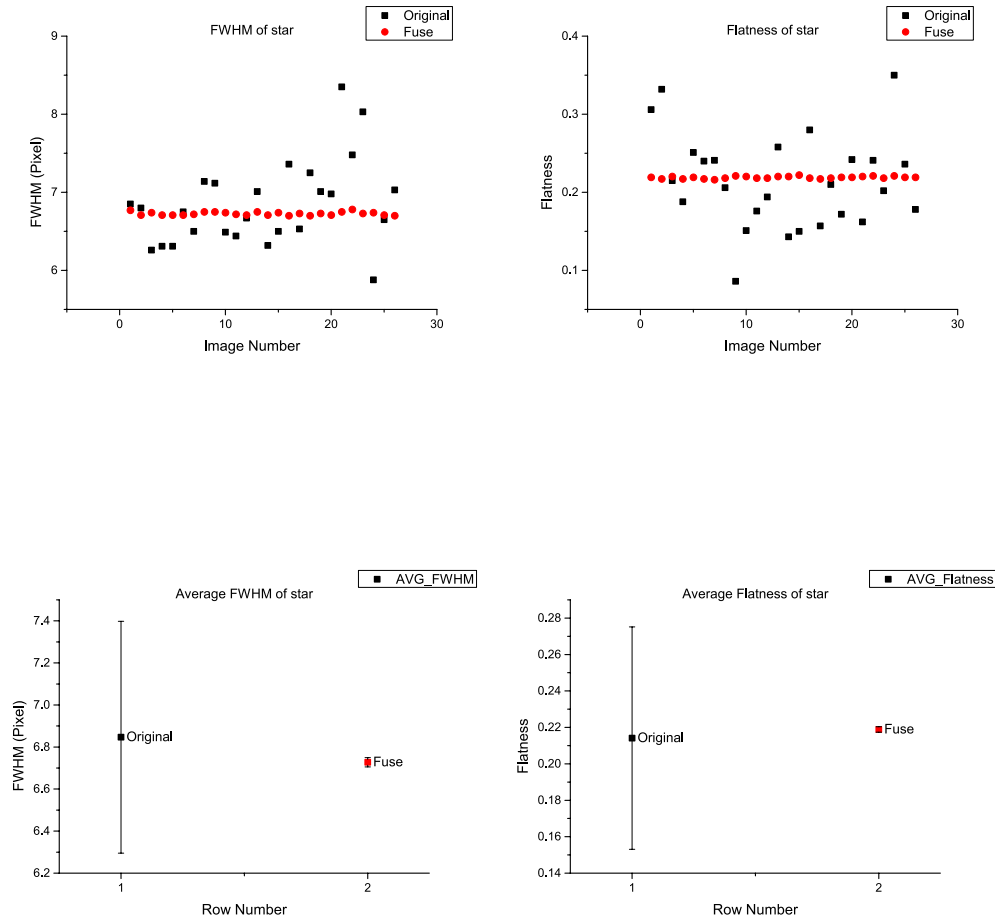 FWHM of star
Original
Fuse
9
8
7
6
FWHM (Pixel)
0
10
20
30
Image Number
Flatness of star
Original
Fuse
0.4
0.3
0.2
0.1
Flatness
0
10
20
30
Image Number
AVG_FWHM
Average FWHM of star
7.4
7.2
7.0
6.8
6.6
6.4
6.2
FWHM (Pixel)
Original
Fuse
1
2
Row Number
AVG_Flatness
Average Flatness of star
0.28
0.26
0.24
0.22
0.20
0.18
0.16
0.14
Flatness
Original
Fuse
1
2
Row Number